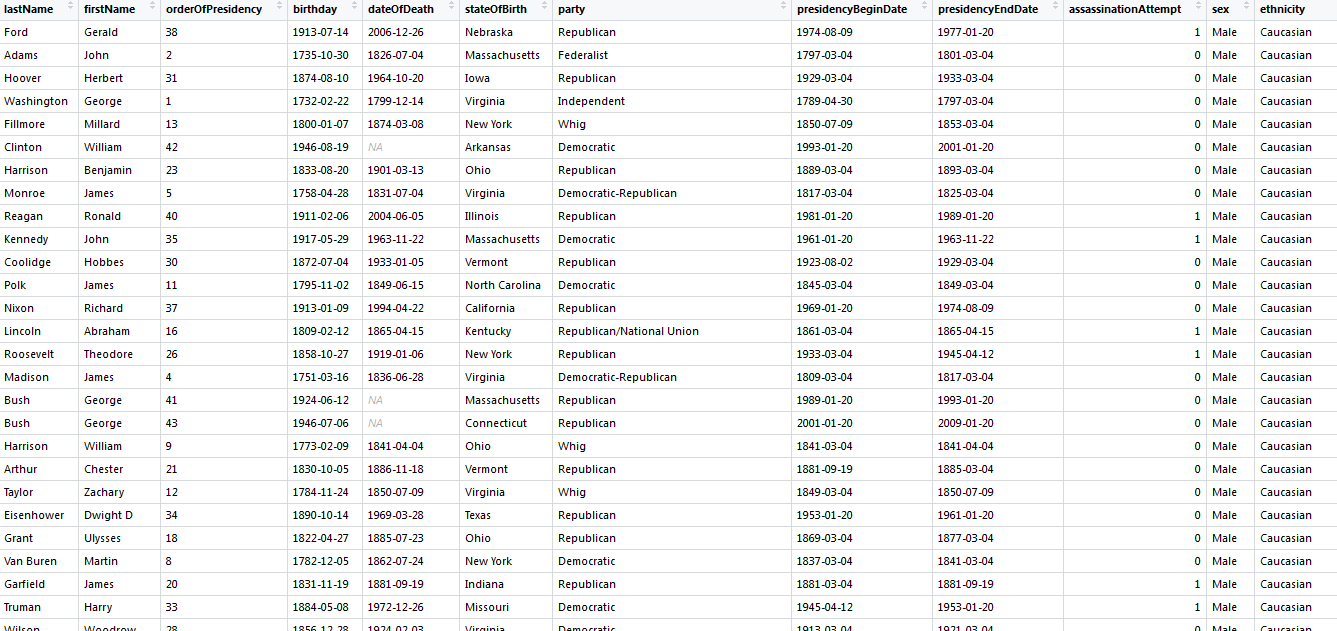 lastName firstName orderOfPresidency birthday dateOfDeath stateOfBirth party presidencyBeginDate presidencyEndDate assassinationAttempt sex ethnicity
Ford Gerald 38 1913-07-14 2006-12-26 Nebraska Republican 1974-08-09 1977-01-20 1 Male Caucasian
Adams John 2 1735-10-30 1826-07-04 Massachusetts Federalist 1797-03-04 1801-03-04 0 Male Caucasian
Hoover Herbert 31 1874-08-10 1964-10-20 Iowa Republican 1929-03-04 1933-03-04 0 Male Caucasian
Washington George 1 1732-02-22 1799-12-14 Virginia Independent 1789-04-30 1797-03-04 0 Male Caucasian
Fillmore Millard 13 1800-01-07 1874-03-08 New York Whig 1850-07-09 1853-03-04 0 Male Caucasian
Clinton William 42 1946-08-19 NA Arkansas Democratic 1993-01-20 2001-01-20 0 Male Caucasian
Harrison Benjamin 23 1833-08-20 1901-03-13 Ohio Republican 1889-03-04 1893-03-04 0 Male Caucasian
Monroe James 5 1758-04-28 1831-07-04 Virginia Democratic-Republican 1817-03-04 1825-03-04 0 Male Caucasian
Reagan Ronald 40 1911-02-06 2004-06-05 Illinois Republican 1981-01-20 1989-01-20 1 Male Caucasian
Kennedy John 35 1917-05-29 1963-11-22 Massachusetts Democratic 1961-01-20 1963-11-22 1 Male Caucasian
Coolidge Hobbes 30 1872-07-04 1933-01-05 Vermont Republican 1923-08-02 1929-03-04 0 Male Caucasian
Polk James 11 1795-11-02 1849-06-15 North Carolina Democratic 1845-03-04 1849-03-04 0 Male Caucasian
Nixon Richard 37 1913-01-09 1994-04-22 California Republican 1969-01-20 1974-08-09 0 Male Caucasian
Lincoln Abraham 16 1809-02-12 1865-04-15 Kentucky Republican/National Union 1861-03-04 1865-04-15 1 Male Caucasian
Roosevelt Theodore 26 1858-10-27 1919-01-06 New York Republican 1933-03-04 1945-04-12 1 Male Caucasian
Madison James 4 1751-03-16 1836-06-28 Virginia Democratic-Republican 1809-03-04 1817-03-04 0 Male Caucasian
Bush George 41 1924-06-12 NA Massachusetts Republican 1989-01-20 1993-01-20 0 Male Caucasian
Bush George 43 1946-07-06 NA Connecticut Republican 2001-01-20 2009-01-20 0 Male Caucasian
Harrison William 9 1773-02-09 1841-04-04 Ohio Whig 1841-03-04 1841-04-04 0 Male Caucasian
Arthur Chester 21 1830-10-05 1886-11-18 Vermont Republican 1881-09-19 1885-03-04 0 Male Caucasian
Taylor Zachary 12 1784-11-24 1850-07-09 Virginia Whig 1849-03-04 1850-07-09 0 Male Caucasian
Eisenhower Dwight D 34 1890-10-14 1969-03-28 Texas Republican 1953-01-20 1961-01-20 0 Male Caucasian
Grant Ulysses 18 1822-04-27 1885-07-23 Ohio Republican 1869-03-04 1877-03-04 0 Male Caucasian
Van Buren Martin 8 1782-12-05 1862-07-24 New York Democratic 1837-03-04 1841-03-04 0 Male Caucasian
Garfield James 20 1831-11-19 1881-09-19 Indiana Republican 1881-03-04 1881-09-19 1 Male Caucasian
Truman Harry 33 1884-05-08 1972-12-26 Missouri Democratic 1945-04-12 1953-01-20 1 Male Caucasian
Wilson Woodrow 28 1856-12-28 1924-02-03 Virginia Democratic 1913-03-04 1921-03-04 0 Male Caucasian